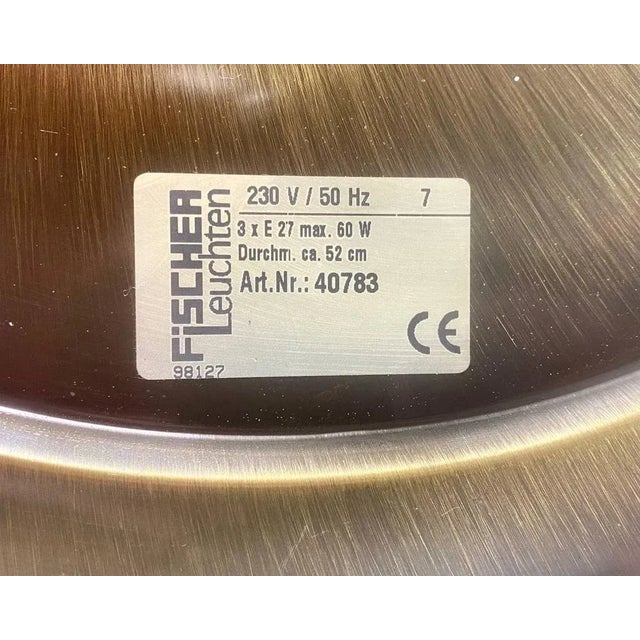 FiSCHER
Leuchten
98127
230 V / 50 Hz 7
3 x E 27 max. 60 W
Durchm. ca. 52 cm
Art.Nr.: 40783
CE